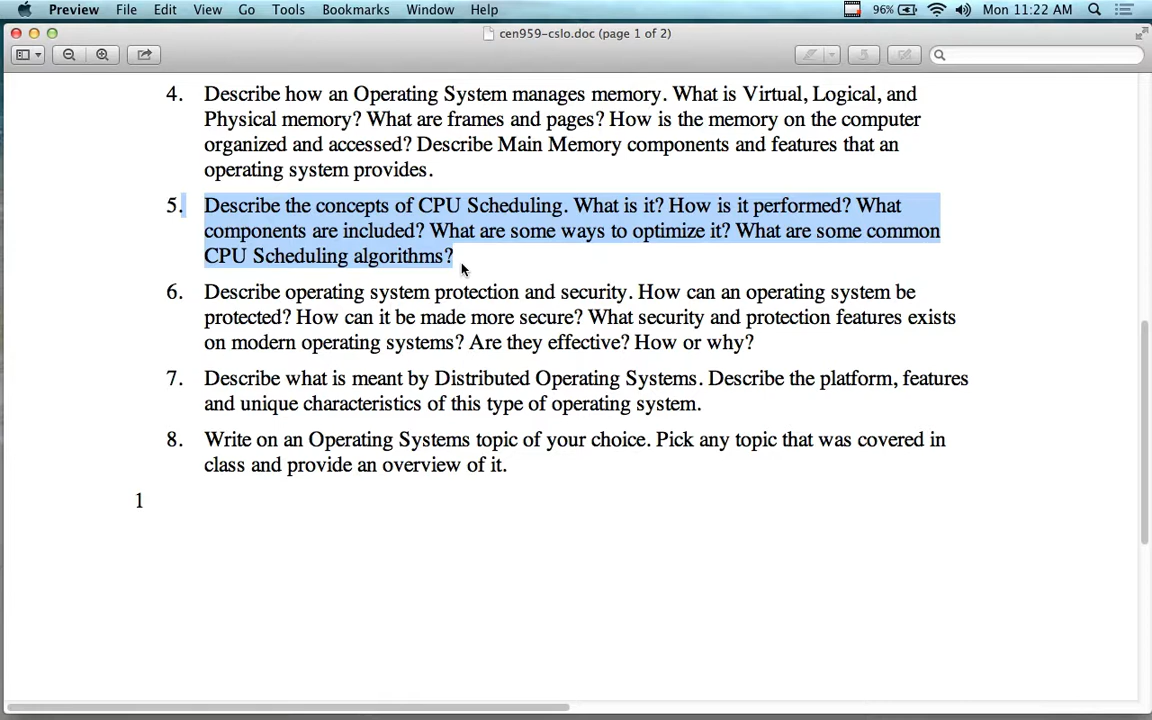 Preview File Edit View Go Tools Bookmarks Window Help 96% Mon 11:22 AM
cen959-cslo.doc (page 1 of 2)
4. Describe how an Operating System manages memory. What is Virtual, Logical, and
Physical memory? What are frames and pages? How is the memory on the computer
organized and accessed? Describe Main Memory components and features that an
operating system provides.
5. Describe the concepts of CPU Scheduling. What is it? How is it performed? What
components are included? What are some ways to optimize it? What are some common
CPU Scheduling algorithms?
6. Describe operating system protection and security. How can an operating system be
protected? How can it be made more secure? What security and protection features exists
on modern operating systems? Are they effective? How or why?
7. Describe what is meant by Distributed Operating Systems. Describe the platform, features
and unique characteristics of this type of operating system.
8. Write on an Operating Systems topic of your choice. Pick any topic that was covered in
class and provide an overview of it.
1